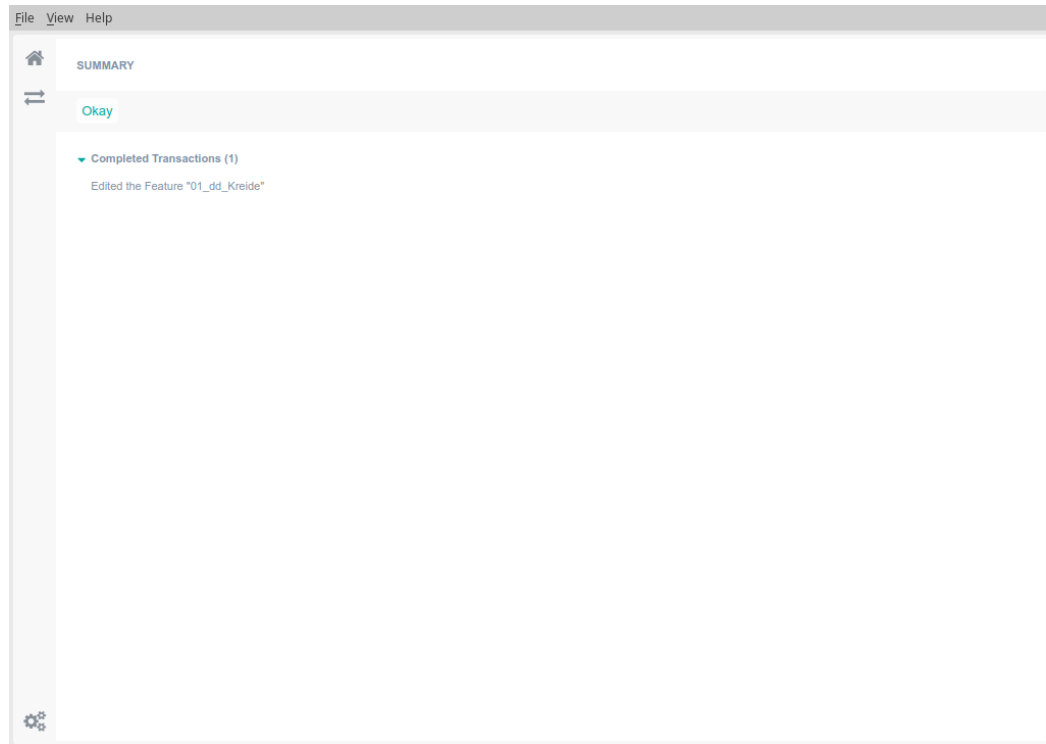 File View Help
SUMMARY
Okay
Completed Transactions (1)
Edited the Feature "01_dd_Kreide"